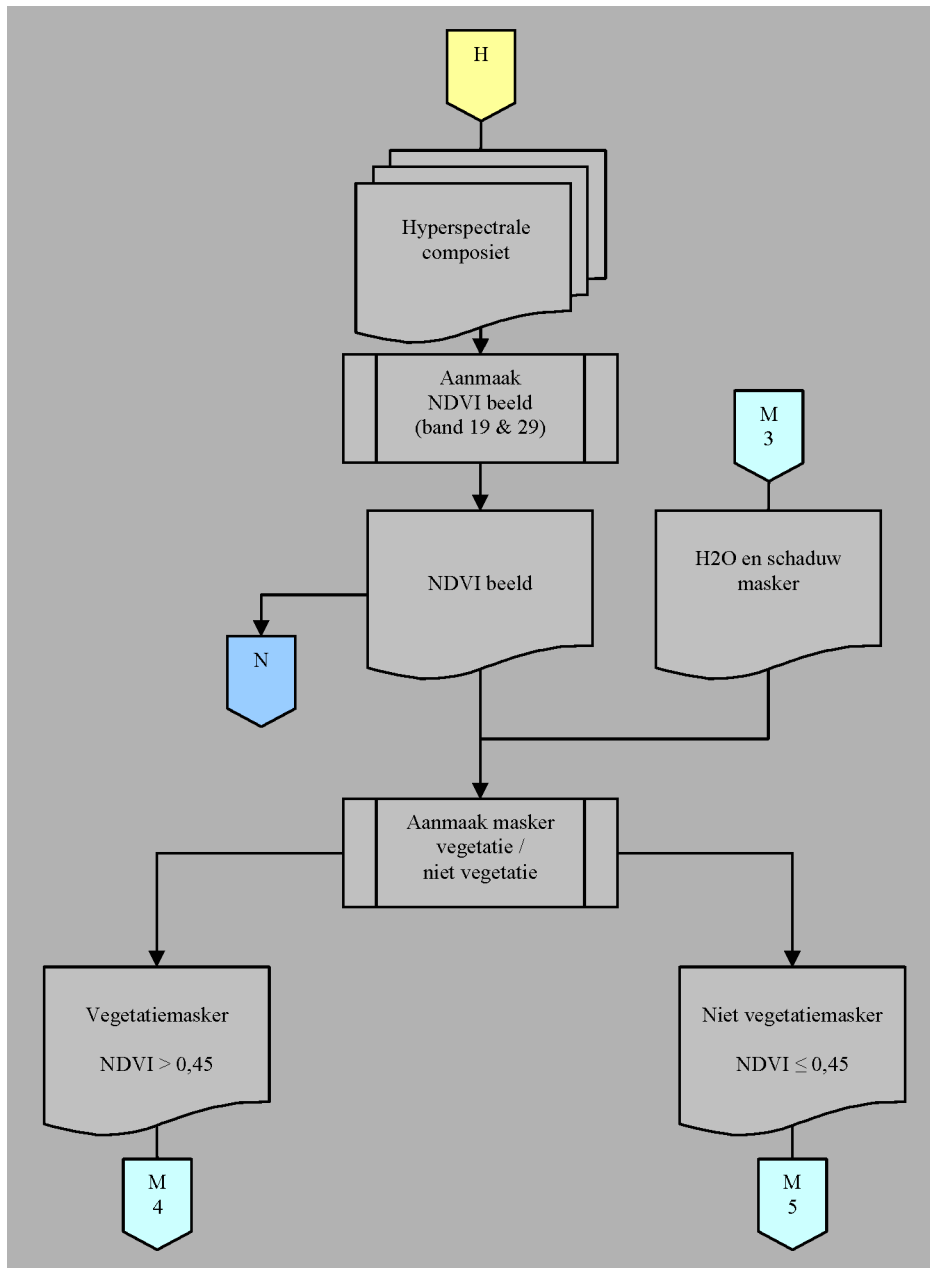 H
Hyperspectrale
composiet
Aanmaak
NDVI beeld
(band 19 & 29)
M
3
NDVI beeld
H2O en schaduw
masker
N
Aanmaak masker
vegetatie /
niet vegetatie
Vegetatiemasker
NDVI > 0,45
Niet vegetatiemasker
NDVI ≤ 0,45
M
4
M
5